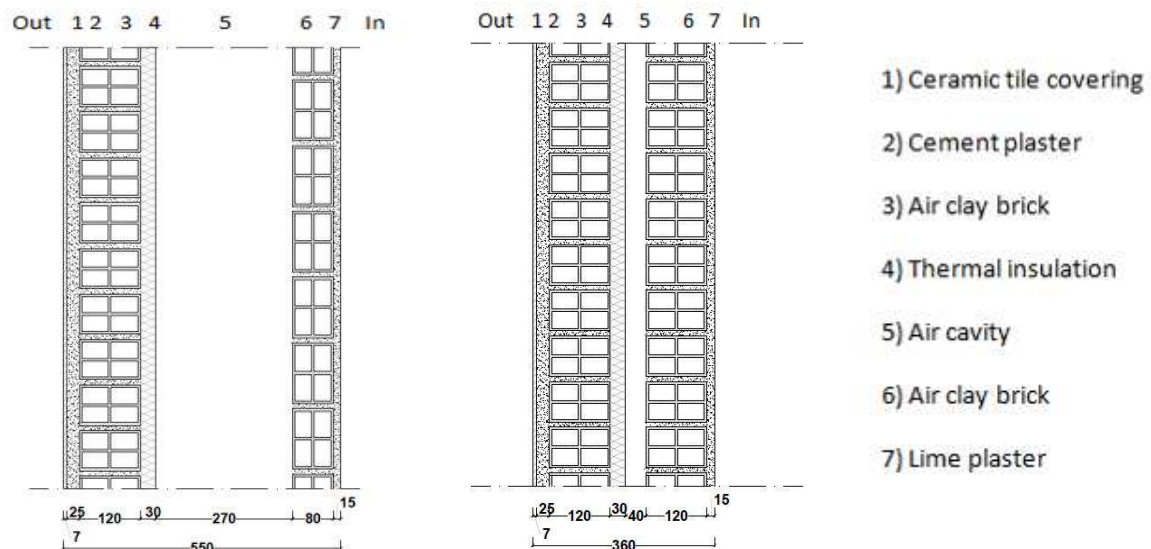 Out 1 2 3 4 5 6 7 In
Out 1 2 3 4 5 6 7 In
1) Ceramic tile covering
2) Cement plaster
3) Air clay brick
4) Thermal insulation
5) Air cavity
6) Air clay brick
7) Lime plaster
25 120 30 270 80 15
7
550
25 120 30 40 120 15
7
360